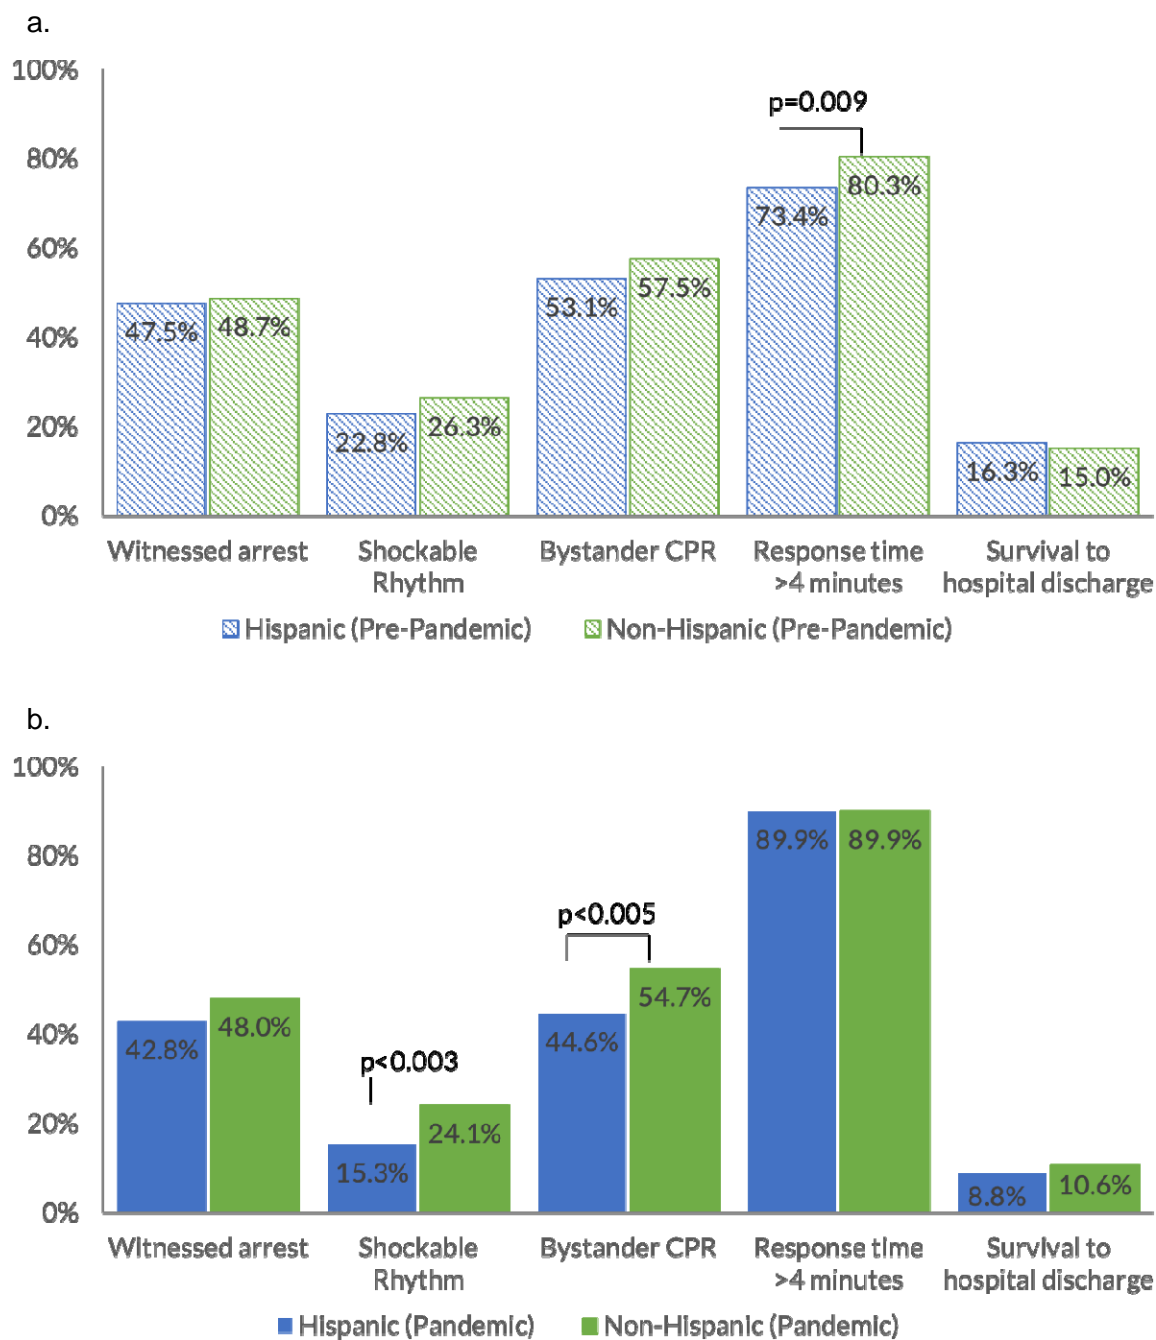 a.
100%
80%
60%
40%
20%
0%
p=0.009
47.5%
48.7%
22.8%
26.3%
53.1%
57.5%
73.4%
80.3%
16.3%
15.0%
Witnessed arrest
Shockable
Rhythm
Bystander CPR
Response time
>4 minutes
Survival to
hospital discharge
Hispanic (Pre-Pandemic)
Non-Hispanic (Pre-Pandemic)
b.
100%
80%
60%
40%
20%
0%
p<0.003
p<0.005
42.8%
48.0%
15.3%
24.1%
44.6%
54.7%
89.9%
89.9%
8.8%
10.6%
Witnessed arrest
Shockable
Rhythm
Bystander CPR
Response time
>4 minutes
Survival to
hospital discharge
Hispanic (Pandemic)
Non-Hispanic (Pandemic)